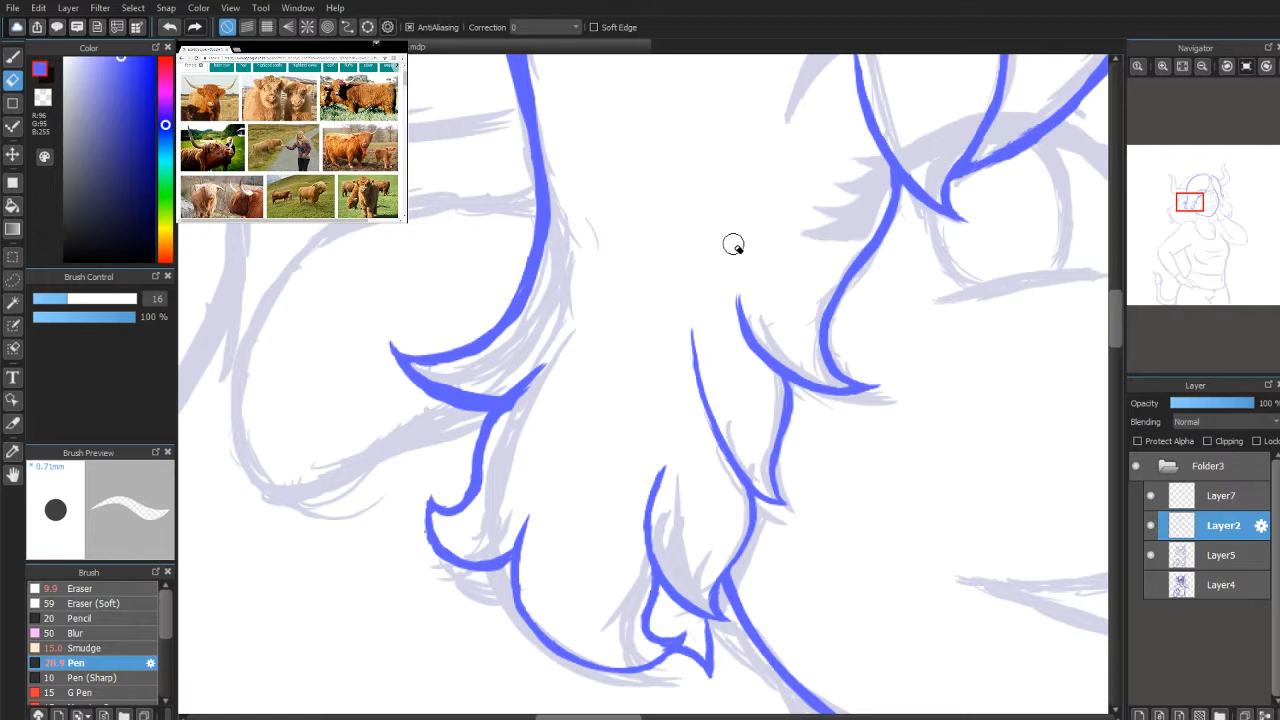 File Edit Layer Filter Select Snap Color View Tool Window Help
AntiAliasing Correction 0 Soft Edge
.mdp
Color
R:96
G:96
B:255
Brush Control
16
100 %
Brush Preview
* 0.71mm
Brush
9.9 Eraser
59 Eraser (Soft)
20 Pencil
50 Blur
15.0 Smudge
Pen
10 Pen (Sharp)
15 G Pen
Navigator
Layer
Opacity 100 %
Blending Normal
Protect Alpha Clipping Lock
Folder3
Layer7
Layer2
Layer5
Layer4